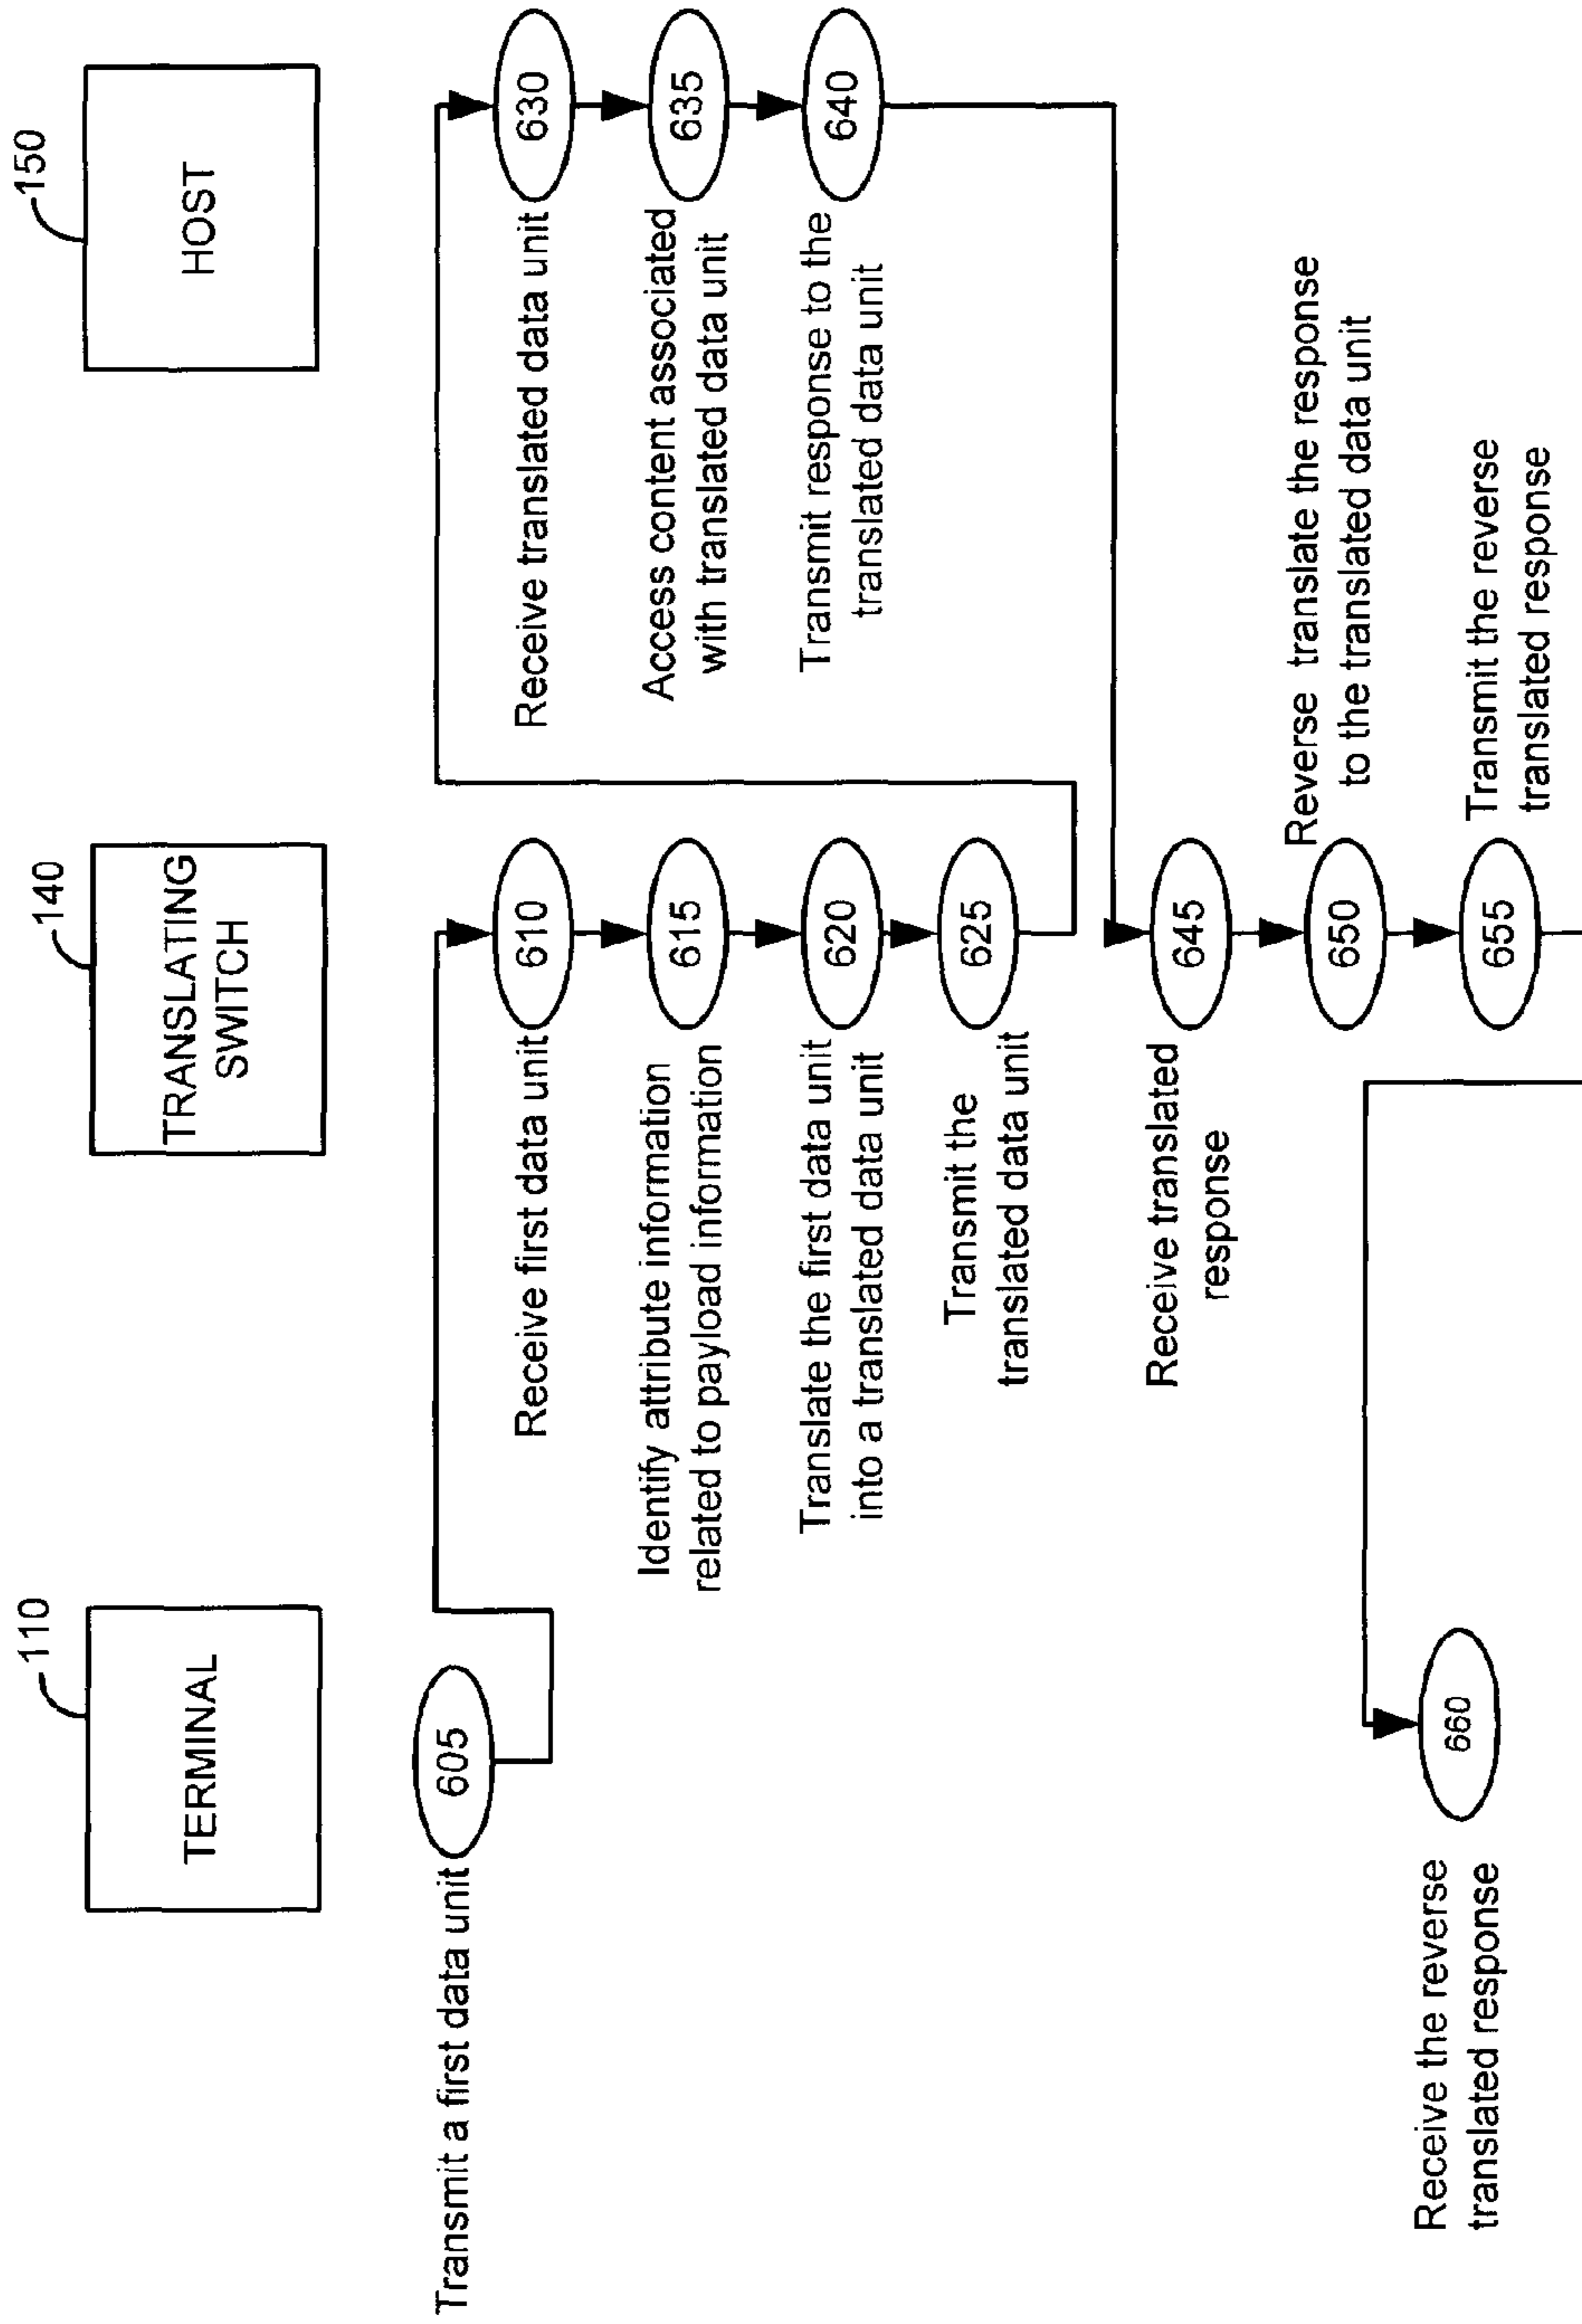 110
TERMINAL
140
TRANSLATING
SWITCH
150
HOST
605
Transmit a first data unit
610
Receive first data unit
615
Identify attribute information
related to payload information
620
Translate the first data unit
into a translated data unit
625
Transmit the
translated data unit
630
Receive translated data unit
635
Access content associated
with translated data unit
640
Transmit response to the
translated data unit
645
Receive translated
response
650
Reverse translate the response
to the translated data unit
655
Transmit the reverse
translated response
660
Receive the reverse
translated response